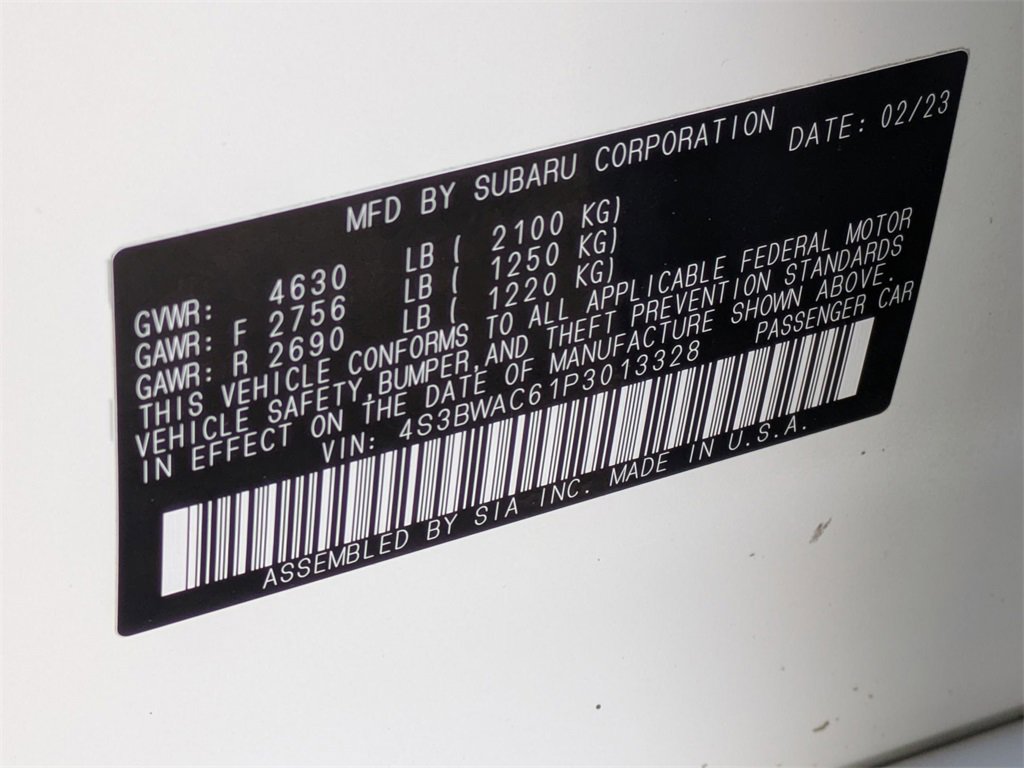 MFD BY SUBARU CORPORATION DATE: 02/23
GVWR: 4630 LB ( 2100 KG)
GAWR: F 2756 LB ( 1250 KG)
GAWR: R 2690 LB ( 1220 KG)
THIS VEHICLE CONFORMS TO ALL APPLICABLE FEDERAL MOTOR
VEHICLE SAFETY,BUMPER,AND THEFT PREVENTION STANDARDS
IN EFFECT ON THE DATE OF MANUFACTURE SHOWN ABOVE.
VIN: 4S3BWAC61P3013328 PASSENGER CAR
ASSEMBLED BY SIA INC. MADE IN U.S.A.